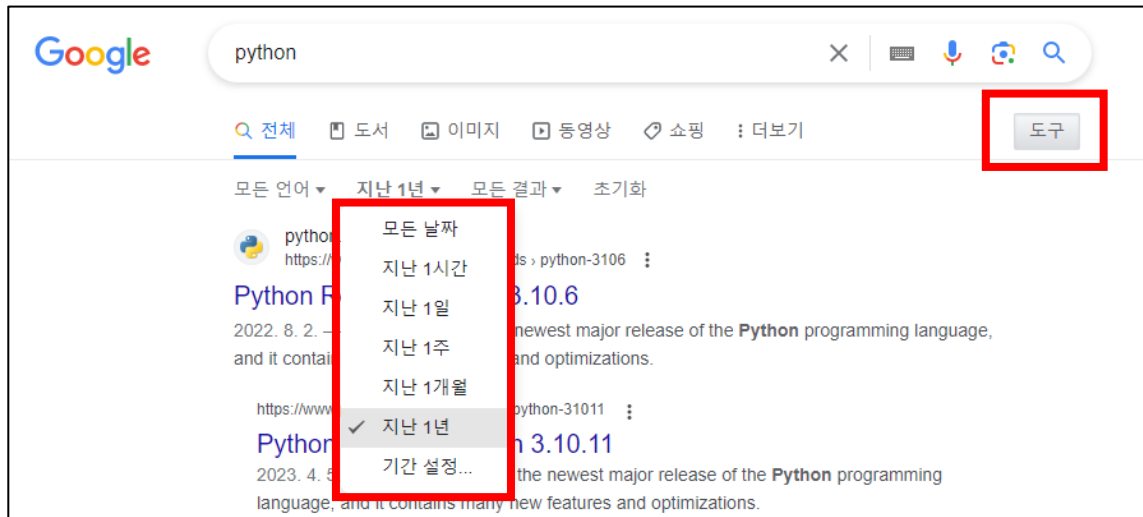 Google
python
전체 도서 이미지 동영상 쇼핑 더보기 도구
모든 언어 지난 1년 모든 결과 초기화
모든 날짜
지난 1시간
지난 1일
지난 1주
지난 1개월
지난 1년
기간 설정...
python
https:// ds › python-3106
Python R 3.10.6
2022. 8. 2. — newest major release of the Python programming language,
and it contai and optimizations.
https://www python-31011
Python 3.10.11
2023. 4. 5 the newest major release of the Python programming
language, and it contains many new features and optimizations.